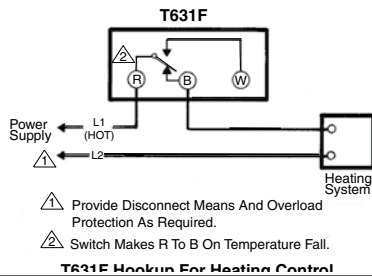 T631F
2
R
B
W
Power
Supply
L1
(HOT)
1
L2
Heating
System
1 Provide Disconnect Means And Overload
Protection As Required.
2 Switch Makes R To B On Temperature Fall.
T631F Hookup For Heating Control